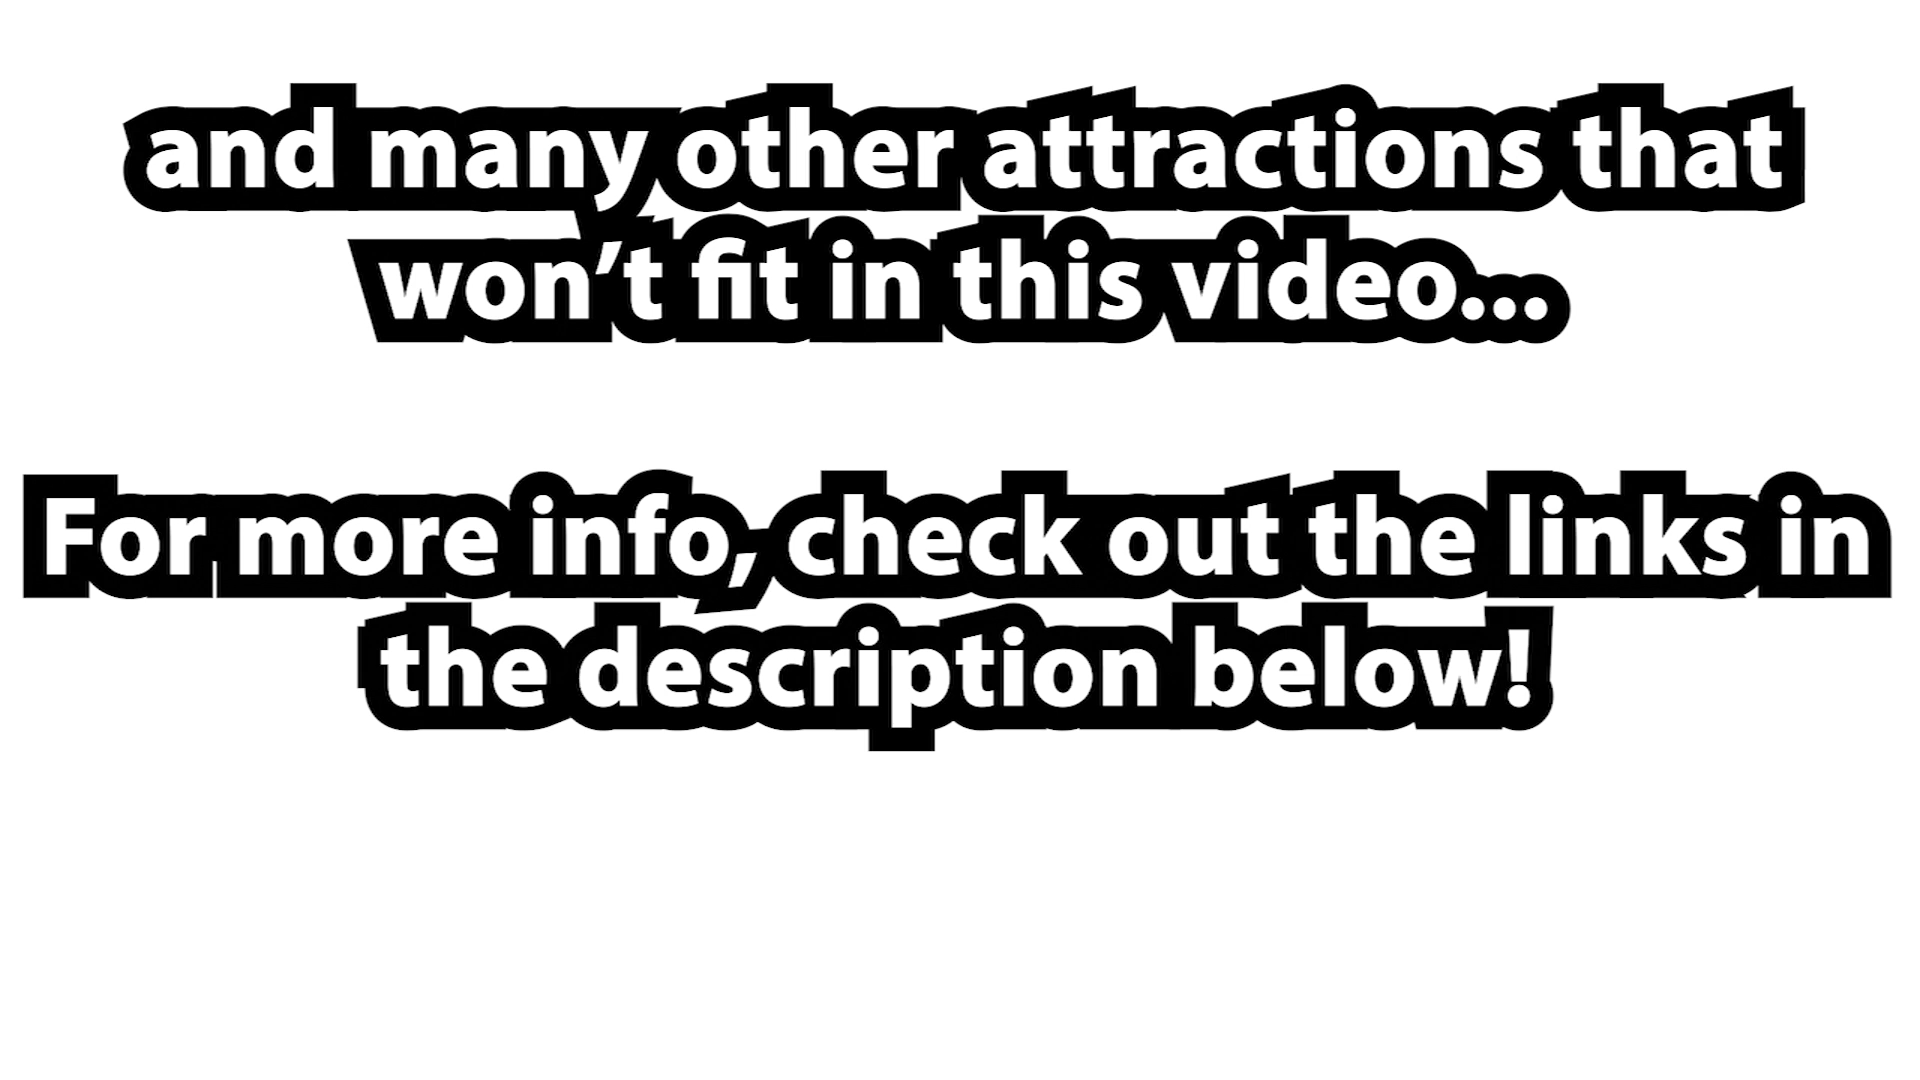 and many other attractions that
won’t fit in this video...
For more info, check out the links in
the description below!